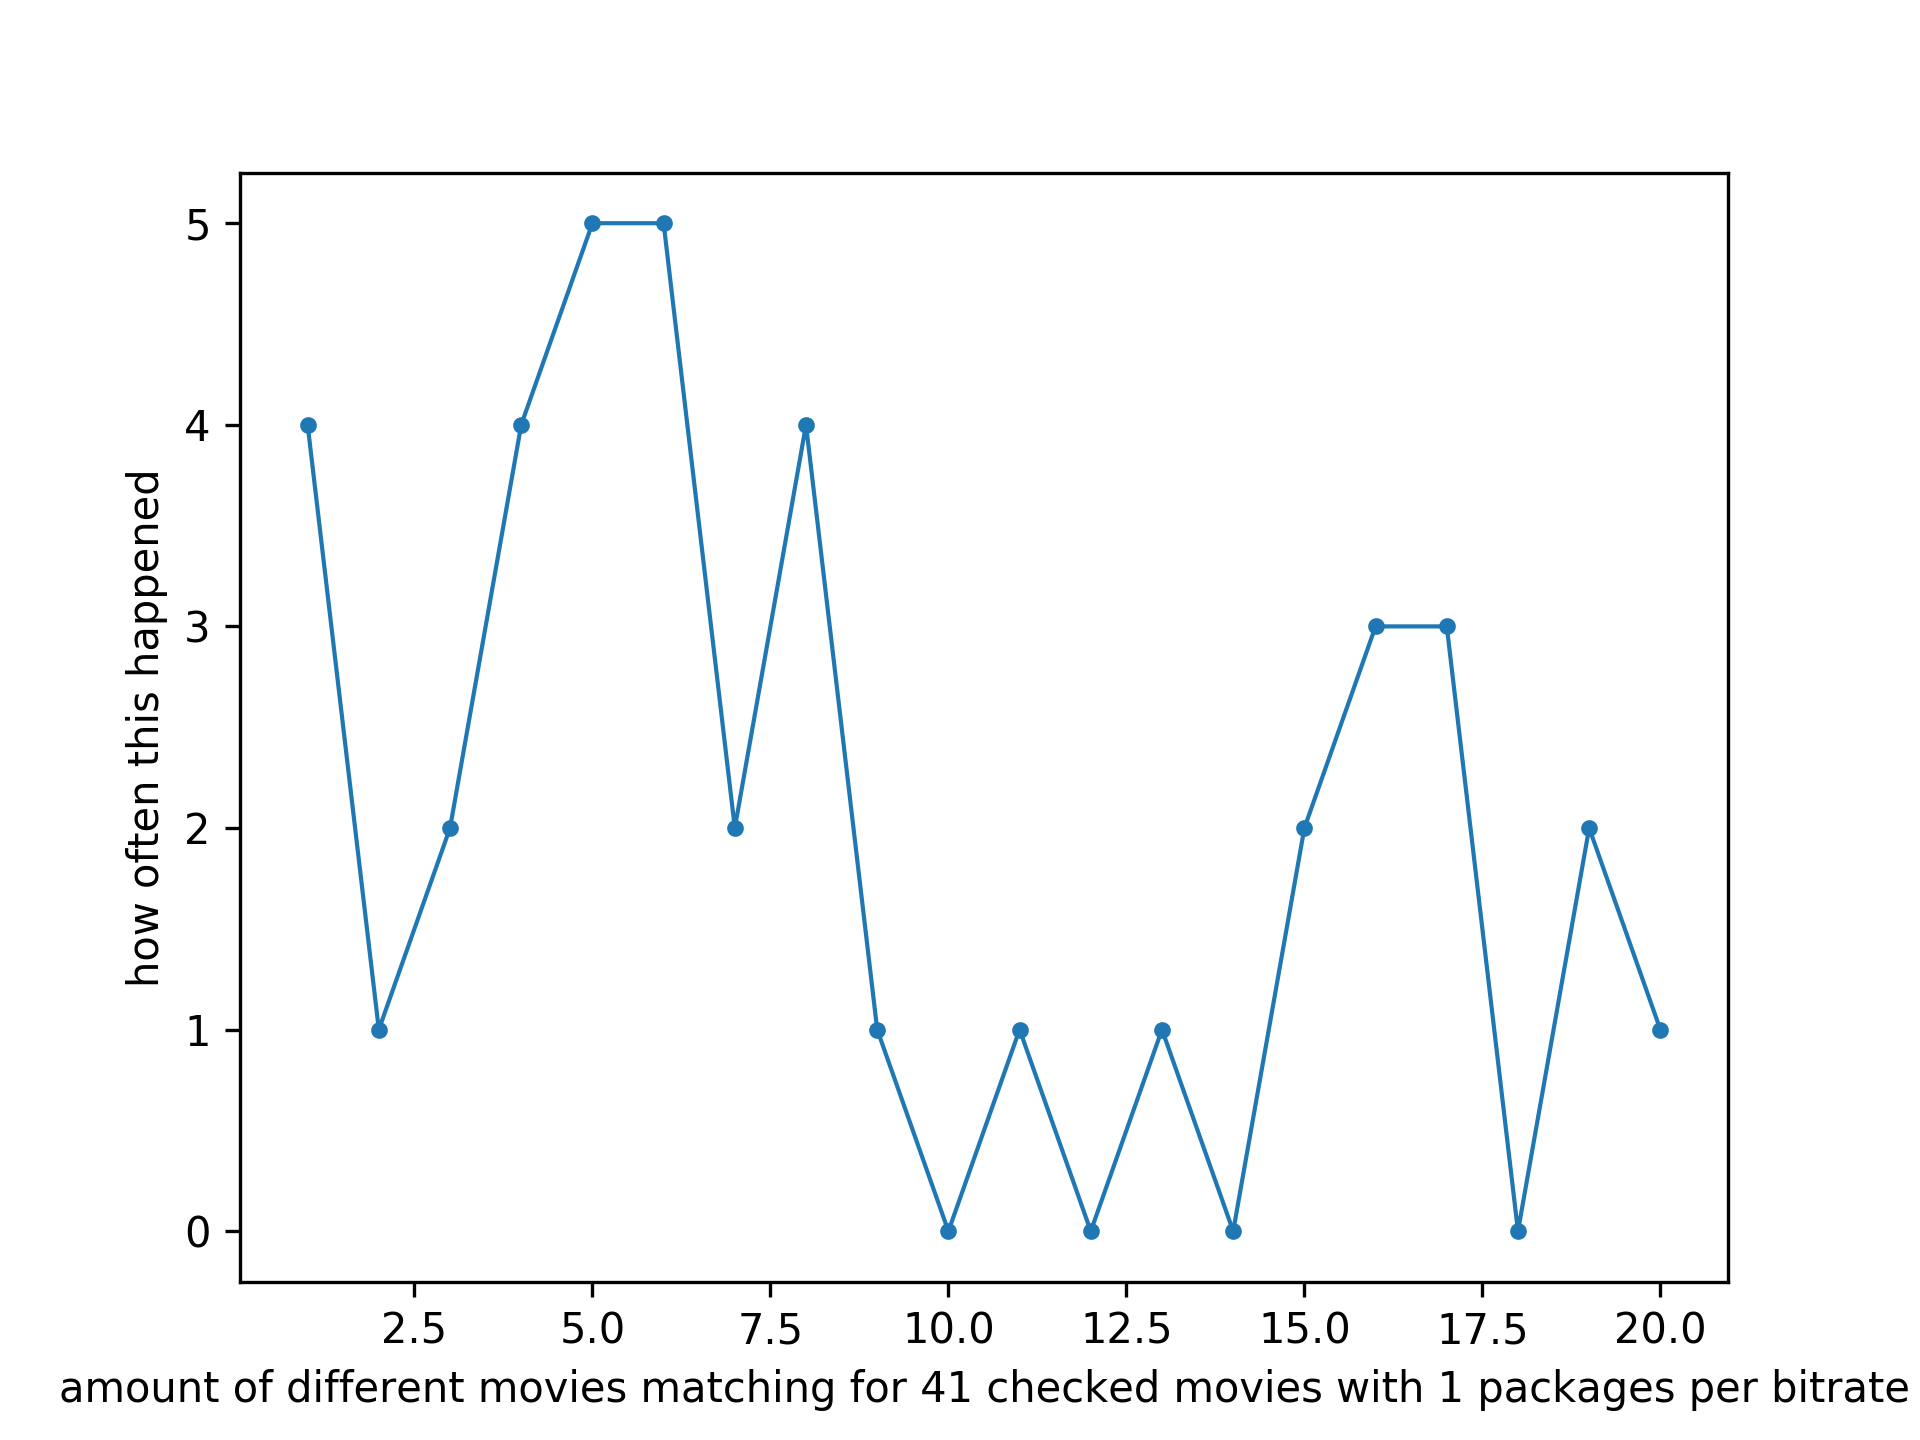 5
4
3
2
1
0
how often this happened
2.5 5.0 7.5 10.0 12.5 15.0 17.5 20.0
amount of different movies matching for 41 checked movies with 1 packages per bitrate